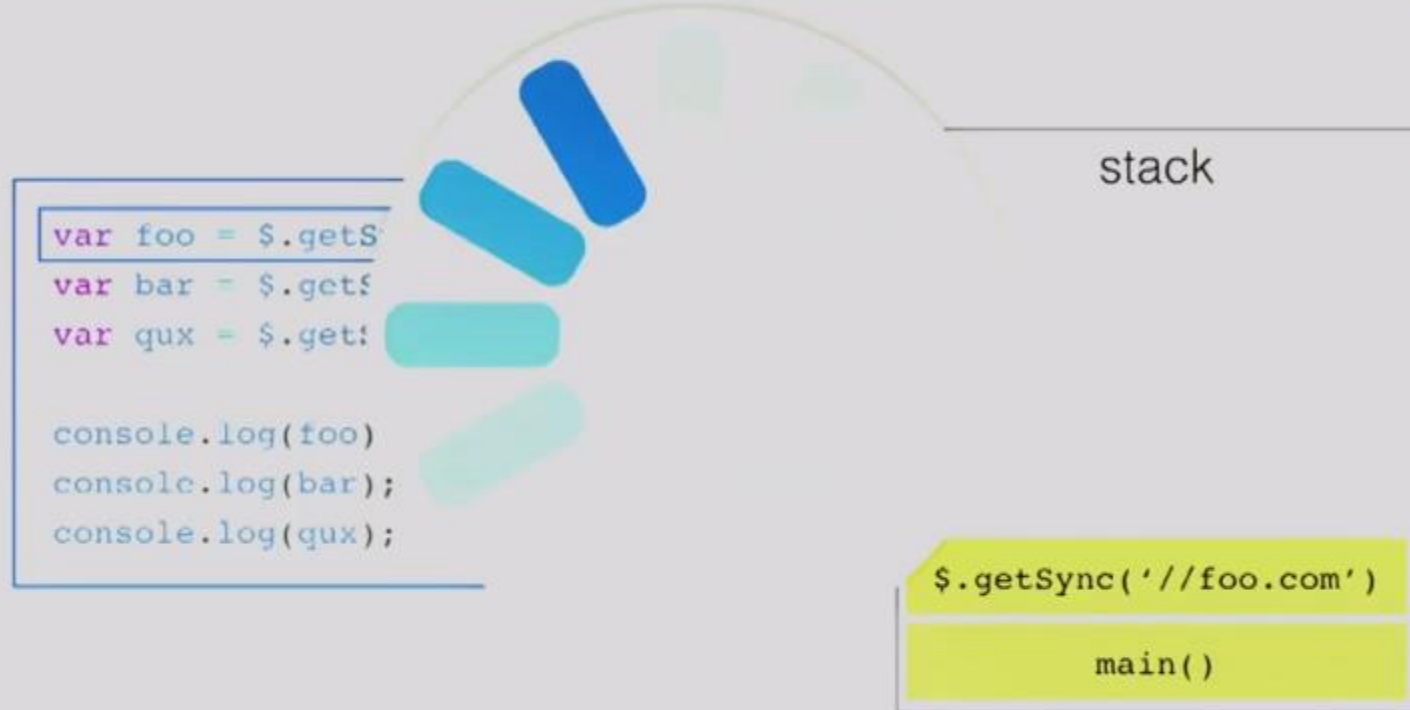 stack
var foo = $.getS
var bar = $.get
var qux = $.get
console.log(foo)
console.log(bar);
console.log(qux);
$.getSync('//foo.com')
main()